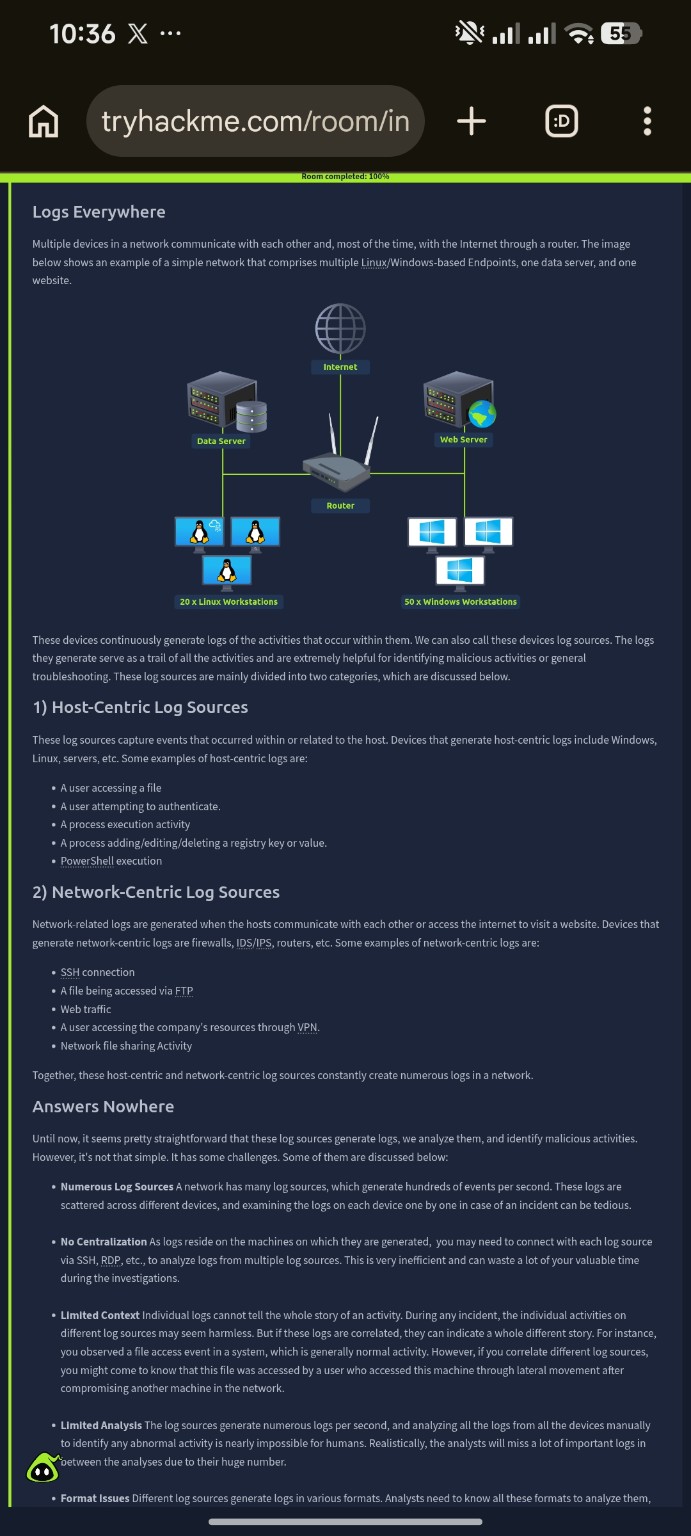 10:36 X ...
55
tryhackme.com/room/in
:D
Room completed: 100%
Logs Everywhere
Multiple devices in a network communicate with each other and, most of the time, with the Internet through a router. The image
below shows an example of a simple network that comprises multiple Linux/Windows-based Endpoints, one data server, and one
website.
Internet
Data Server
Web Server
Router
20 x Linux Workstations
50 x Windows Workstations
These devices continuously generate logs of the activities that occur within them. We can also call these devices log sources. The logs
they generate serve as a trail of all the activities and are extremely helpful for identifying malicious activities or general
troubleshooting. These log sources are mainly divided into two categories, which are discussed below.
1) Host-Centric Log Sources
These log sources capture events that occurred within or related to the host. Devices that generate host-centric logs include Windows,
Linux, servers, etc. Some examples of host-centric logs are:
• A user accessing a file
• A user attempting to authenticate.
• A process execution activity
• A process adding/editing/deleting a registry key or value.
• PowerShell execution
2) Network-Centric Log Sources
Network-related logs are generated when the hosts communicate with each other or access the internet to visit a website. Devices that
generate network-centric logs are firewalls, IDS/IPS, routers, etc. Some examples of network-centric logs are:
• SSH connection
• A file being accessed via FTP
• Web traffic
• A user accessing the company's resources through VPN.
• Network file sharing Activity
Together, these host-centric and network-centric log sources constantly create numerous logs in a network.
Answers Nowhere
Until now, it seems pretty straightforward that these log sources generate logs, we analyze them, and identify malicious activities.
However, it's not that simple. It has some challenges. Some of them are discussed below:
• Numerous Log Sources A network has many log sources, which generate hundreds of events per second. These logs are
scattered across different devices, and examining the logs on each device one by one in case of an incident can be tedious.
• No Centralization As logs reside on the machines on which they are generated, you may need to connect with each log source
via SSH, RDP, etc., to analyze logs from multiple log sources. This is very inefficient and can waste a lot of your valuable time
during the investigations.
• Limited Context Individual logs cannot tell the whole story of an activity. During any incident, the individual activities on
different log sources may seem harmless. But if these logs are correlated, they can indicate a whole different story. For instance,
you observed a file access event in a system, which is generally normal activity. However, if you correlate different log sources,
you might come to know that this file was accessed by a user who accessed this machine through lateral movement after
compromising another machine in the network.
• Limited Analysis The log sources generate numerous logs per second, and analyzing all the logs from all the devices manually
to identify any abnormal activity is nearly impossible for humans. Realistically, the analysts will miss a lot of important logs in
between the analyses due to their huge number.
• Format Issues Different log sources generate logs in various formats. Analysts need to know all these formats to analyze them,